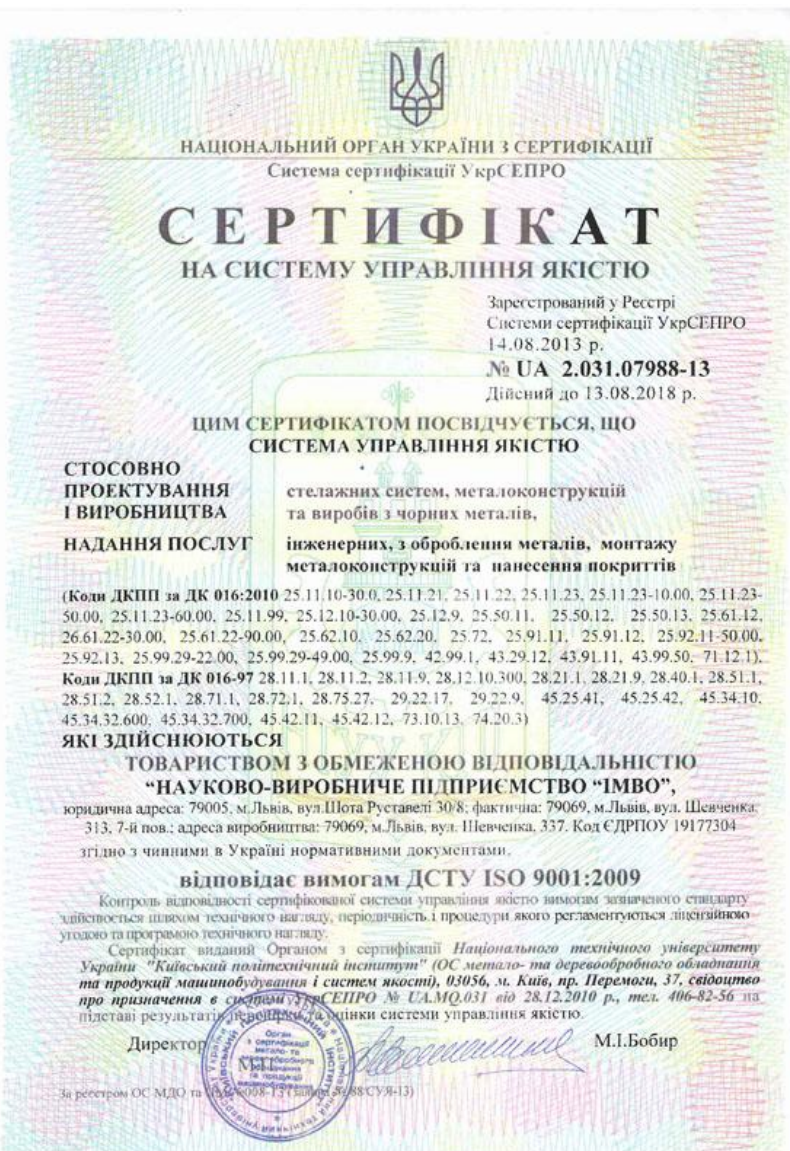 НАЦІОНАЛЬНИЙ ОРГАН УКРАЇНИ З СЕРТИФІКАЦІЇ
Система сертифікації УкрСЕПРО
СЕРТИФІКАТ
НА СИСТЕМУ УПРАВЛІННЯ ЯКІСТЮ
Зареєстрований у Реєстрі
Системи сертифікації УкрСЕПРО
14.08.2013 р.
№ UA 2.031.07988-13
Дійсний до 13.08.2018 р.
ЦИМ СЕРТИФІКАТОМ ПОСВІДЧУЄТЬСЯ, ЩО
СИСТЕМА УПРАВЛІННЯ ЯКІСТЮ
СТОСОВНО
ПРОЕКТУВАННЯ стелажних систем, металоконструкцій
І ВИРОБНИЦТВА та виробів з чорних металів,
НАДАННЯ ПОСЛУГ інженерних, з оброблення металів, монтажу
металоконструкцій та нанесення покриттів
(Коди ДКПП за ДК 016:2010 25.11.10-30.0, 25.11.21, 25.11.22, 25.11.23, 25.11.23-10.00, 25.11.23-
50.00, 25.11.23-60.00, 25.11.99, 25.12.10-30.00, 25.12.9, 25.50.11, 25.50.12, 25.50.13, 25.61.12,
26.61.22-30.00, 25.61.22-90.00, 25.62.10, 25.62.20, 25.72, 25.91.11, 25.91.12, 25.92.11-50.00,
25.92.13, 25.99.29-22.00, 25.99.29-49.00, 25.99.9, 42.99.1, 43.29.12, 43.91.11, 43.99.50, 71.12.1),
Коди ДКПП за ДК 016-97 28.11.1, 28.11.2, 28.11.9, 28.12.10.300, 28.21.1, 28.21.9, 28.40.1, 28.51.1,
28.51.2, 28.52.1, 28.71.1, 28.72.1, 28.75.27, 29.22.17, 29.22.9, 45.25.41, 45.25.42, 45.34.10,
45.34.32.600, 45.34.32.700, 45.42.11, 45.42.12, 73.10.13, 74.20.3)
ЯКІ ЗДІЙСНЮЮТЬСЯ
ТОВАРИСТВОМ З ОБМЕЖЕНОЮ ВІДПОВІДАЛЬНІСТЮ
“НАУКОВО-ВИРОБНИЧЕ ПІДПРИЄМСТВО “ІМВО”,
юридична адреса: 79005, м.Львів, вул.Шота Руставелі 30/8; фактична: 79069, м.Львів, вул. Шевченка,
313, 7-й пов.; адреса виробництва: 79069, м.Львів, вул. Шевченка, 337. Код ЄДРПОУ 19177304
згідно з чинними в Україні нормативними документами,
відповідає вимогам ДСТУ ISO 9001:2009
Контроль відповідності сертифікованої системи управління якістю вимогам зазначеного стандарту
здійснюється шляхом технічного нагляду, періодичність і процедури якого регламентуються ліцензійною
угодою та програмою технічного нагляду.
Сертифікат виданий Органом з сертифікації Національного технічного університету
України "Київський політехнічний інститут" (ОС метало- та деревообробного обладнання
та продукції машинобудування і систем якості), 03056, м. Київ, пр. Перемоги, 37, свідоцтво
про призначення в системі УкрСЕПРО № UA.MQ.031 від 28.12.2010 р., тел. 406-82-56 на
підставі результатів перевірки та оцінки системи управління якістю.
Директор М.І.Бобир
М.П.
Орган
з сертифікації
метало- та
обладнання
та продукції
машинобудування
За реєстром ОС МДО та